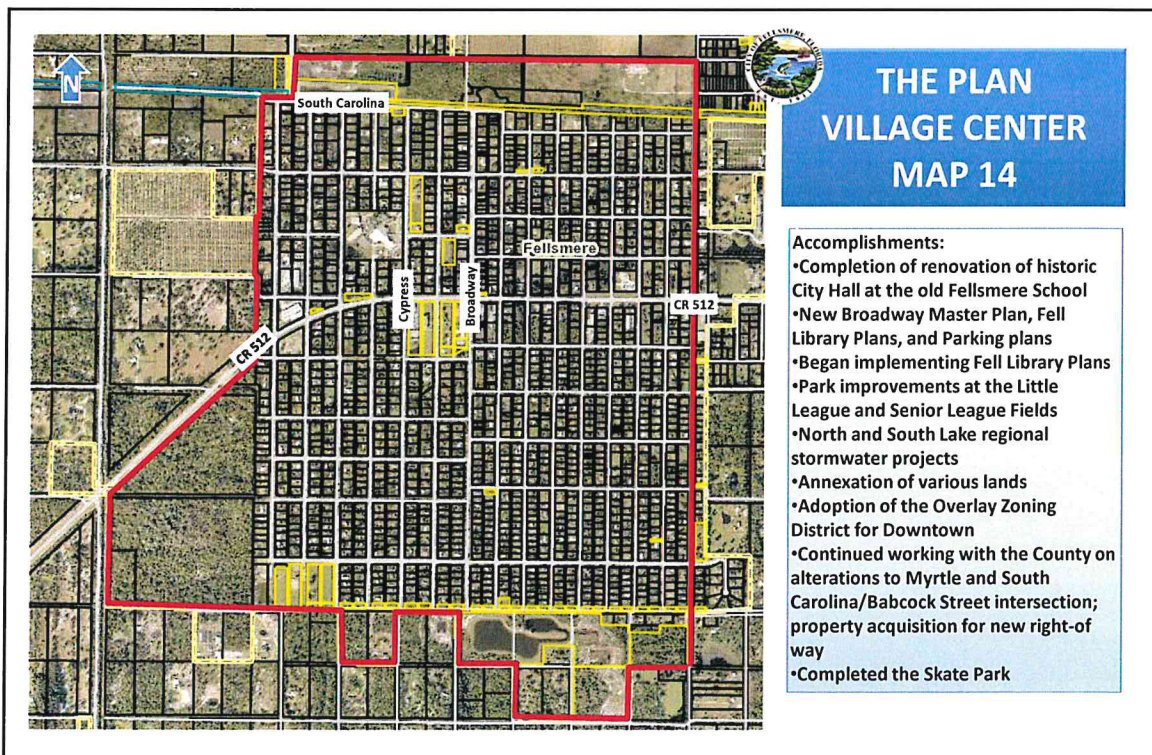 N
South Carolina
Fellsmere
Cypress
Broadway
CR 512
CR 512
CITY OF FELLSMERE, FLORIDA
THE PLAN
VILLAGE CENTER
MAP 14
Accomplishments:
•Completion of renovation of historic
City Hall at the old Fellsmere School
•New Broadway Master Plan, Fell
Library Plans, and Parking plans
•Began implementing Fell Library Plans
•Park improvements at the Little
League and Senior League Fields
•North and South Lake regional
stormwater projects
•Annexation of various lands
•Adoption of the Overlay Zoning
District for Downtown
•Continued working with the County on
alterations to Myrtle and South
Carolina/Babcock Street intersection;
property acquisition for new right-of
way
•Completed the Skate Park